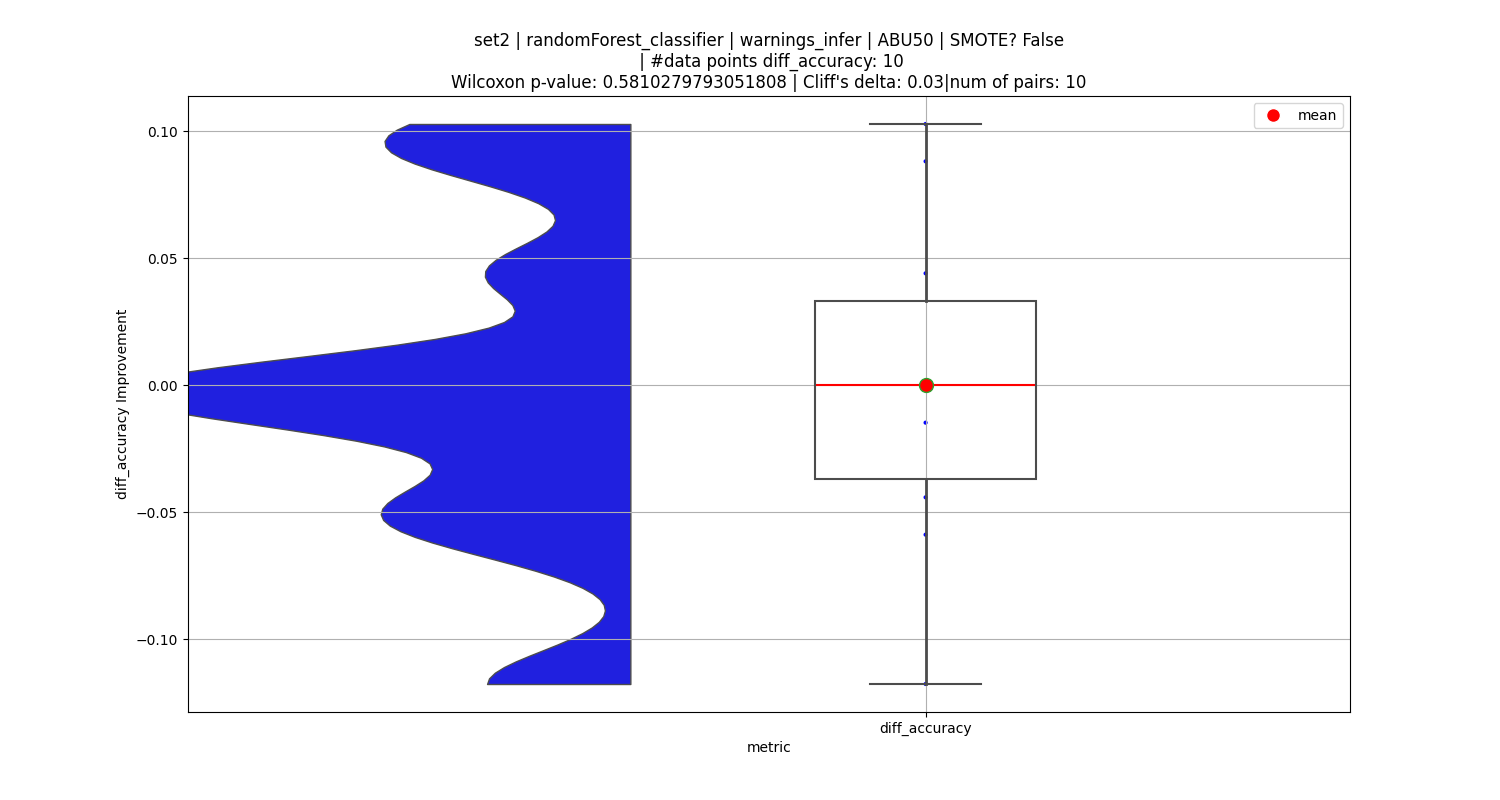 set2 | randomForest_classifier | warnings_infer | ABU50 | SMOTE? False
| #data points diff_accuracy: 10
Wilcoxon p-value: 0.5810279793051808 | Cliff's delta: 0.03|num of pairs: 10
mean
0.10
0.05
0.00
−0.05
−0.10
diff_accuracy Improvement
diff_accuracy
metric